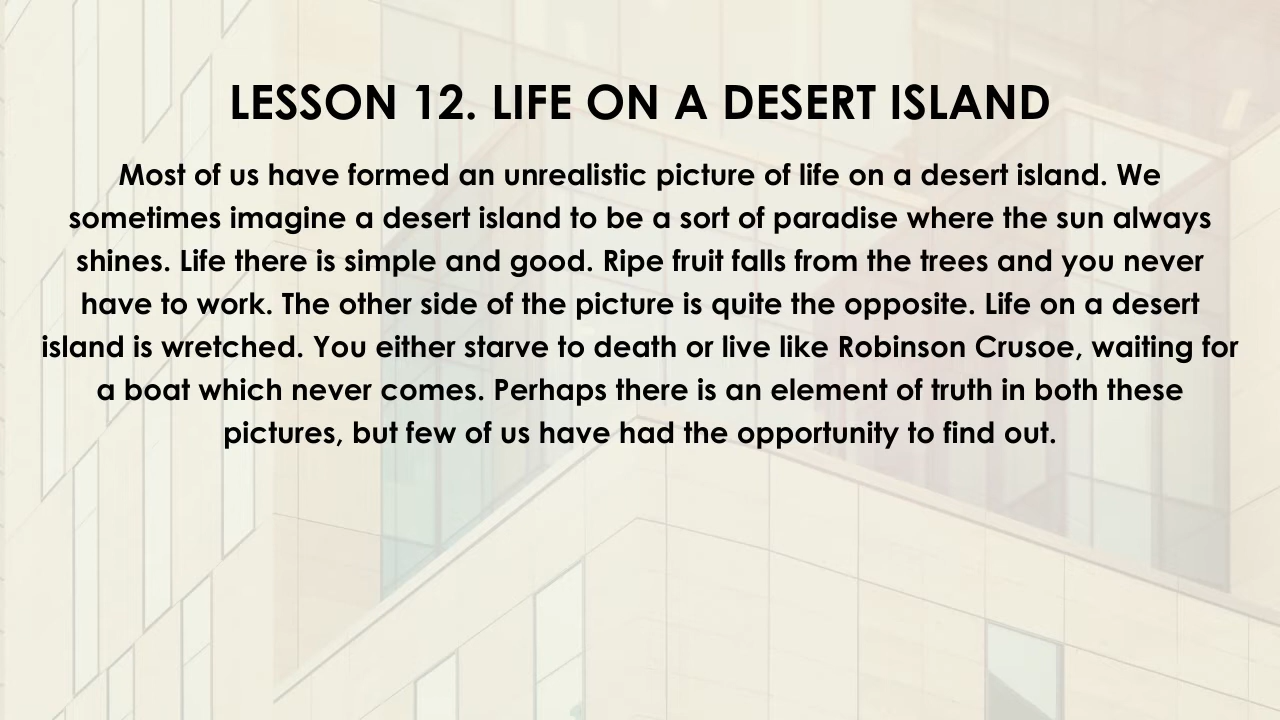 LESSON 12. LIFE ON A DESERT ISLAND
Most of us have formed an unrealistic picture of life on a desert island. We
sometimes imagine a desert island to be a sort of paradise where the sun always
shines. Life there is simple and good. Ripe fruit falls from the trees and you never
have to work. The other side of the picture is quite the opposite. Life on a desert
island is wretched. You either starve to death or live like Robinson Crusoe, waiting for
a boat which never comes. Perhaps there is an element of truth in both these
pictures, but few of us have had the opportunity to find out.